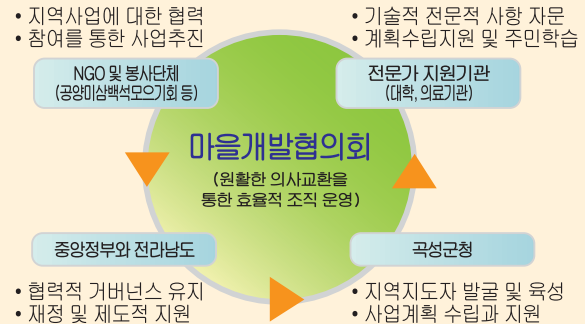 • 지역사업에 대한 협력
• 참여를 통한 사업추진
NGO 및 봉사단체
(공양미삼백석모으기회 등)
• 기술적 전문적 사항 자문
• 계획수립지원 및 주민학습
전문가 지원기관
(대학, 의료기관)
마을개발협의회
(원활한 의사교환을
통한 효율적 조직 운영)
중앙정부와 전라남도
• 협력적 거버넌스 유지
• 재정 및 제도적 지원
곡성군청
• 지역지도자 발굴 및 육성
• 사업계획 수립과 지원